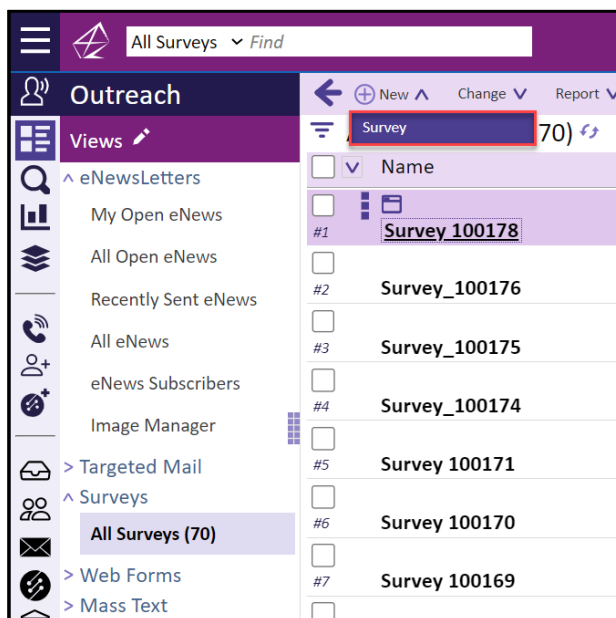 All Surveys Find
Outreach
New Change Report
Views
Survey
70)
Name
eNewsLetters
My Open eNews
All Open eNews
Recently Sent eNews
All eNews
eNews Subscribers
Image Manager
> Targeted Mail
Surveys
All Surveys (70)
> Web Forms
> Mass Text
#1 Survey 100178
#2 Survey_100176
#3 Survey_100175
#4 Survey_100174
#5 Survey 100171
#6 Survey 100170
#7 Survey 100169